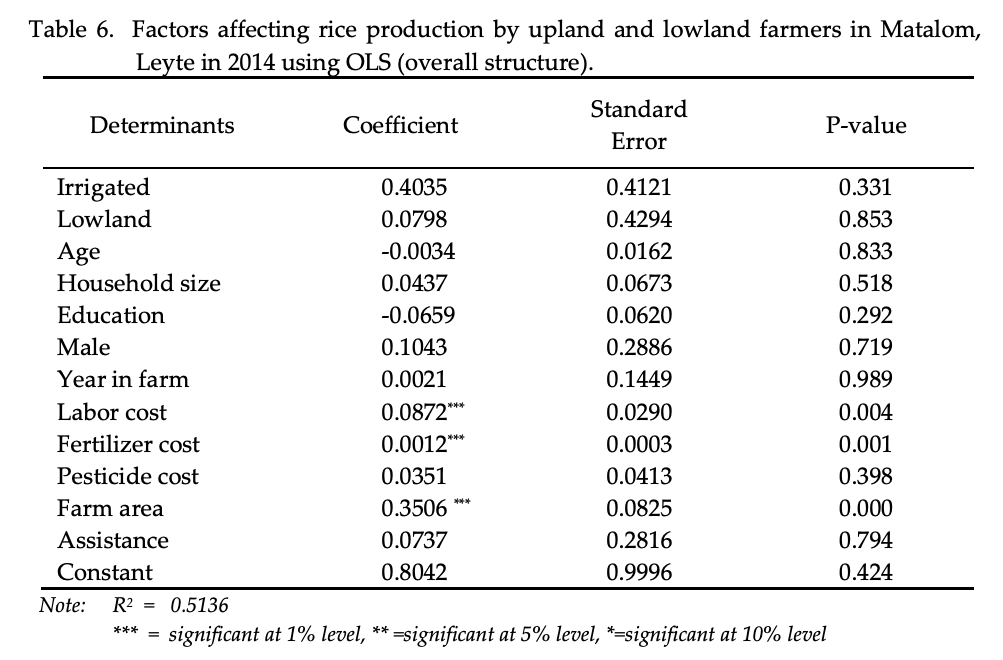 Table 6. Factors affecting rice production by upland and lowland farmers in Matalom,
Leyte in 2014 using OLS (overall structure).
Determinants Coefficient Standard Error P-value
Irrigated 0.4035 0.4121 0.331
Lowland 0.0798 0.4294 0.853
Age -0.0034 0.0162 0.833
Household size 0.0437 0.0673 0.518
Education -0.0659 0.0620 0.292
Male 0.1043 0.2886 0.719
Year in farm 0.0021 0.1449 0.989
Labor cost 0.0872*** 0.0290 0.004
Fertilizer cost 0.0012*** 0.0003 0.001
Pesticide cost 0.0351 0.0413 0.398
Farm area 0.3506 *** 0.0825 0.000
Assistance 0.0737 0.2816 0.794
Constant 0.8042 0.9996 0.424
Note: R² = 0.5136
*** = significant at 1% level, ** =significant at 5% level, *=significant at 10% level